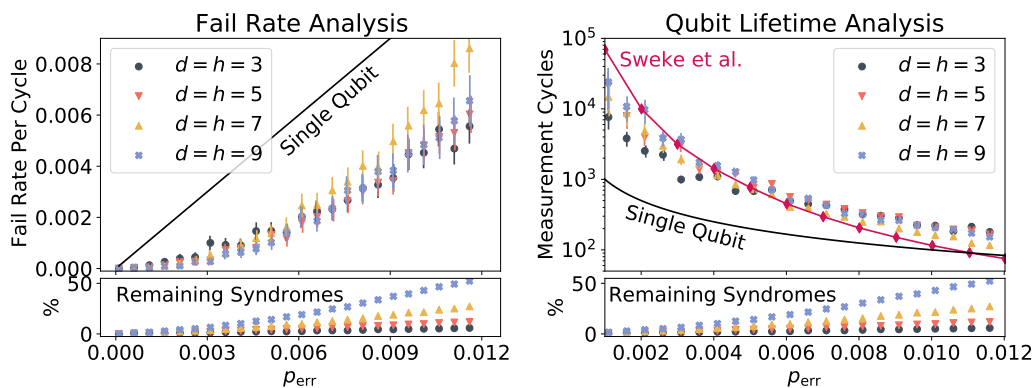 Fail Rate Analysis
Fail Rate Per Cycle
0.008
0.006
0.004
0.002
0.000
d = h = 3
d = h = 5
d = h = 7
d = h = 9
Single Qubit
%
50
0
Remaining Syndromes
0.000
0.003
0.006
0.009
0.012
p_err
Qubit Lifetime Analysis
Measurement Cycles
10^5
10^4
10^3
10^2
Sweke et al.
d = h = 3
d = h = 5
d = h = 7
d = h = 9
Single Qubit
%
50
0
Remaining Syndromes
0.002
0.004
0.006
0.008
0.010
0.012
p_err